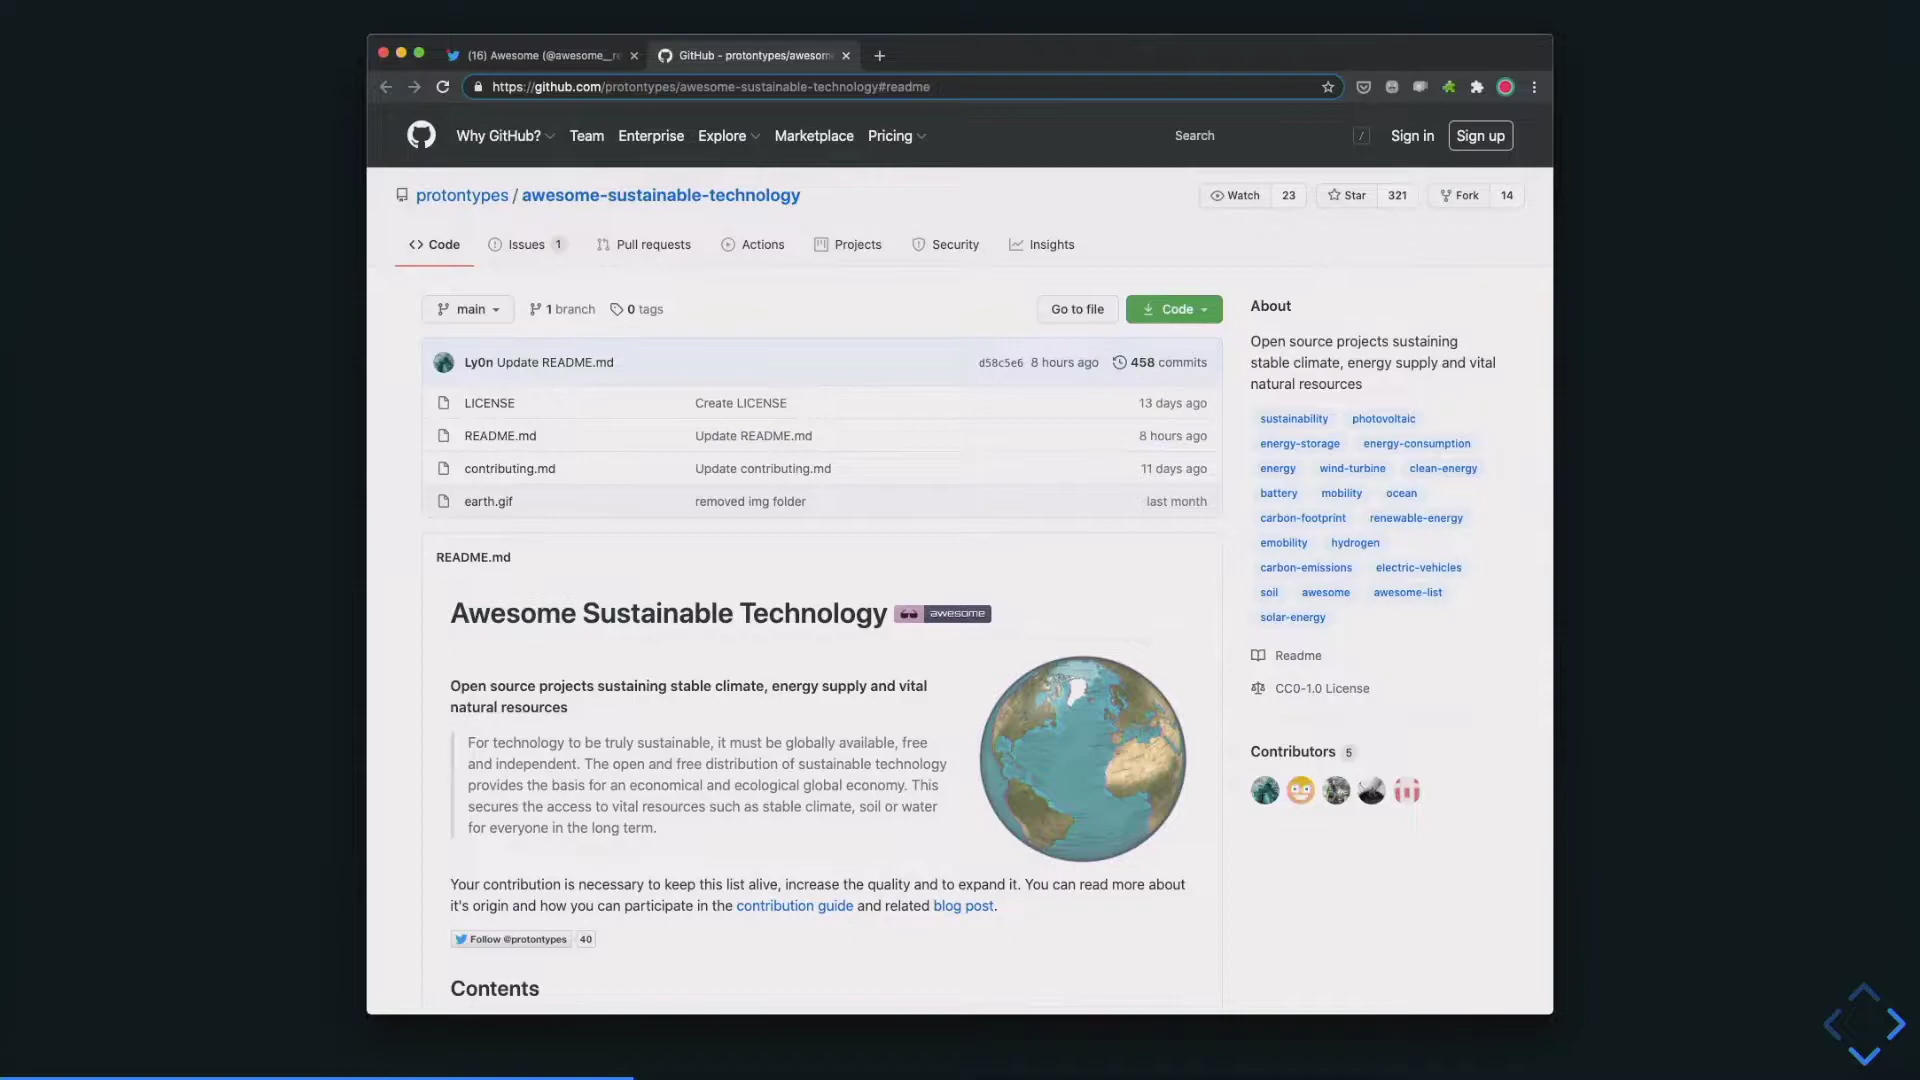 (16) Awesome (@awesome__re
GitHub - protontypes/awesom
https://github.com/protontypes/awesome-sustainable-technology#readme
Why GitHub? Team Enterprise Explore Marketplace Pricing Search / Sign in Sign up
protontypes / awesome-sustainable-technology
Watch 23 Star 321 Fork 14
Code Issues 1 Pull requests Actions Projects Security Insights
main 1 branch 0 tags Go to file Code
Ly0n Update README.md d58c5e6 8 hours ago 458 commits
LICENSE Create LICENSE 13 days ago
README.md Update README.md 8 hours ago
contributing.md Update contributing.md 11 days ago
earth.gif removed img folder last month
README.md
Awesome Sustainable Technology awesome
Open source projects sustaining stable climate, energy supply and vital
natural resources
For technology to be truly sustainable, it must be globally available, free
and independent. The open and free distribution of sustainable technology
provides the basis for an economical and ecological global economy. This
secures the access to vital resources such as stable climate, soil or water
for everyone in the long term.
Your contribution is necessary to keep this list alive, increase the quality and to expand it. You can read more about
it's origin and how you can participate in the contribution guide and related blog post.
Follow @protontypes 40
Contents
About
Open source projects sustaining
stable climate, energy supply and vital
natural resources
sustainability photovoltaic
energy-storage energy-consumption
energy wind-turbine clean-energy
battery mobility ocean
carbon-footprint renewable-energy
emobility hydrogen
carbon-emissions electric-vehicles
soil awesome awesome-list
solar-energy
Readme
CC0-1.0 License
Contributors 5